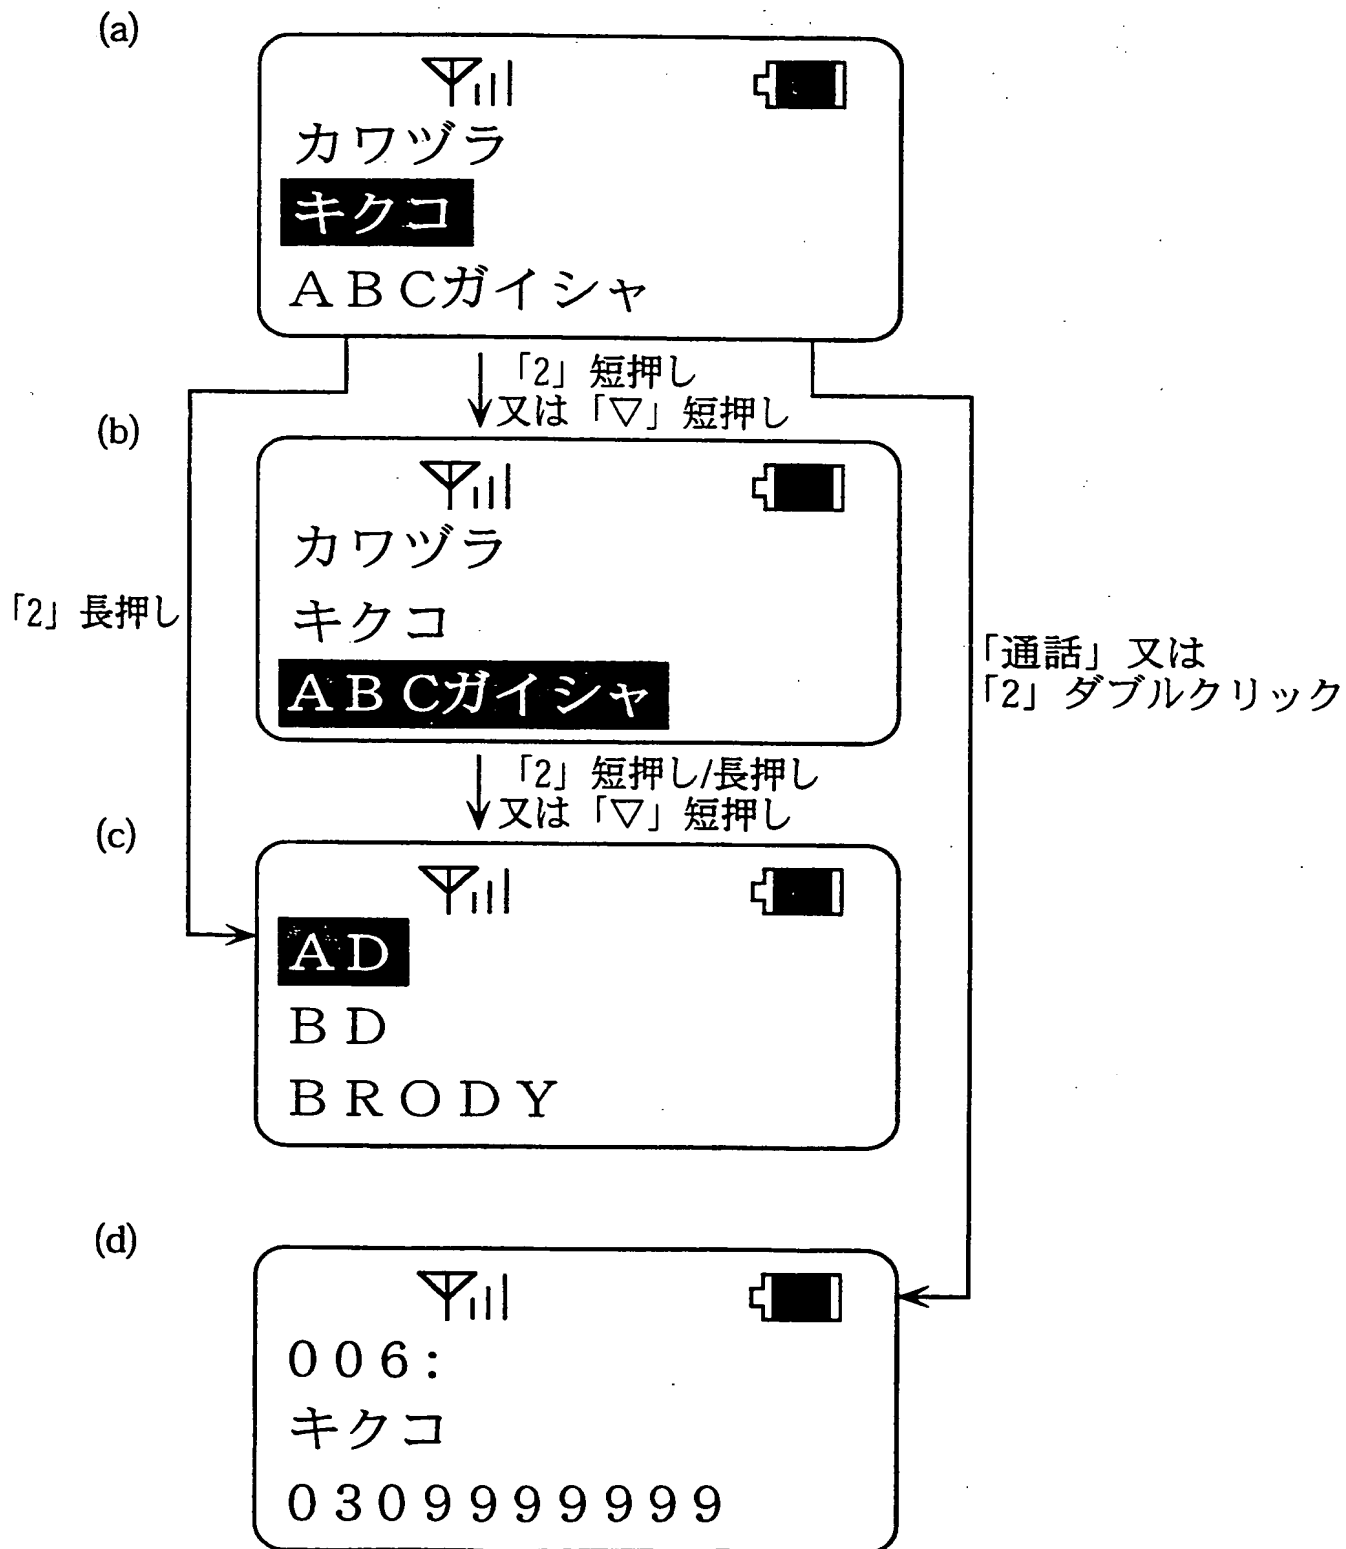 (a)
カワヅラ
キクコ
ＡＢＣガイシャ
「2」短押し
又は「▽」短押し
(b)
カワヅラ
キクコ
ＡＢＣガイシャ
「2」長押し
「通話」又は
「2」ダブルクリック
「2」短押し/長押し
又は「▽」短押し
(c)
ＡＤ
ＢＤ
ＢＲＯＤＹ
(d)
００６：
キクコ
０３０９９９９９９９